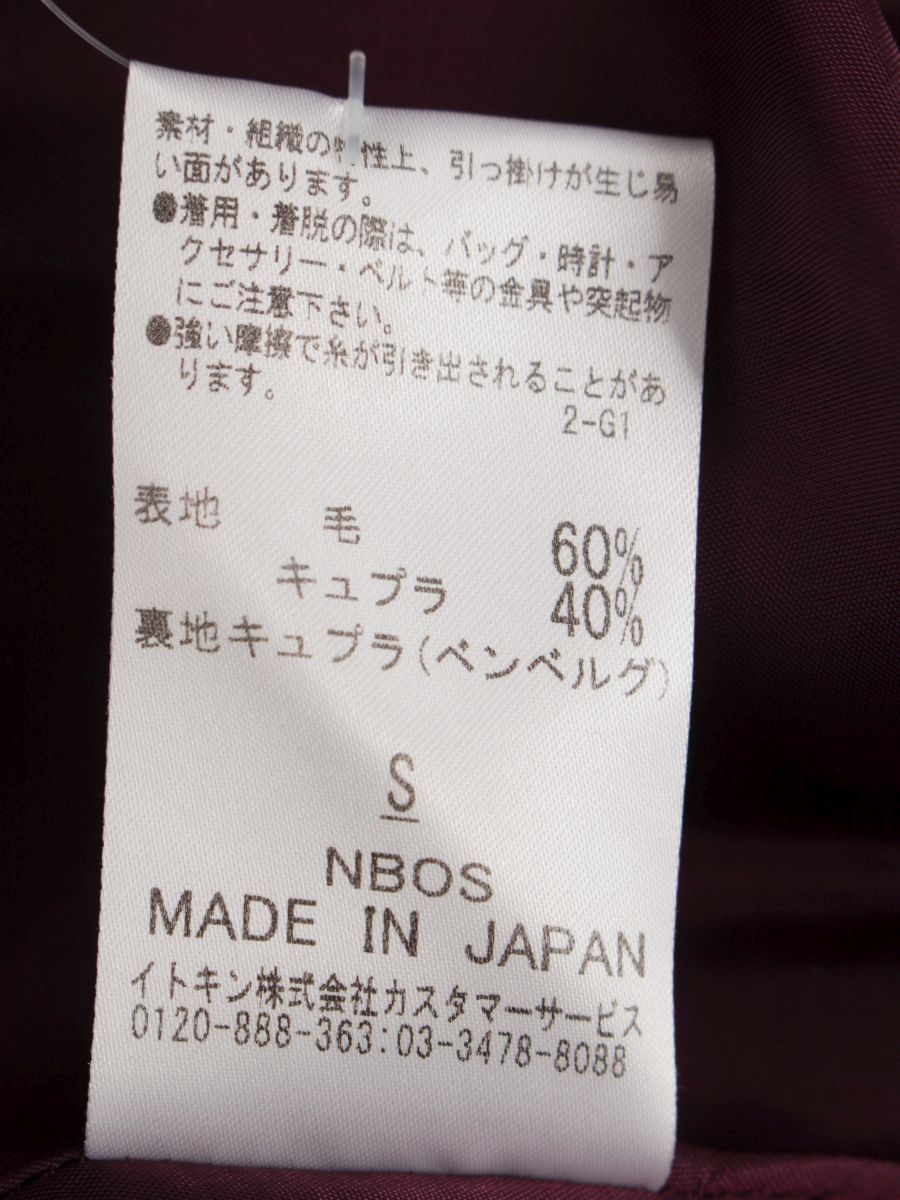 素材・組織の特性上、引っ掛けが生じ易
い面があります。
●着用・着脱の際は、バッグ・時計・ア
クセサリー・ベルト等の金具や突起物
にご注意下さい。
●強い摩擦で糸が引き出されることがあ
ります。
2-G1
表地 毛 60%
キュプラ 40%
裏地キュプラ(ベンベルグ)
S
NBOS
MADE IN JAPAN
イトキン株式会社カスタマーサービス
0120-888-363:03-3478-8088